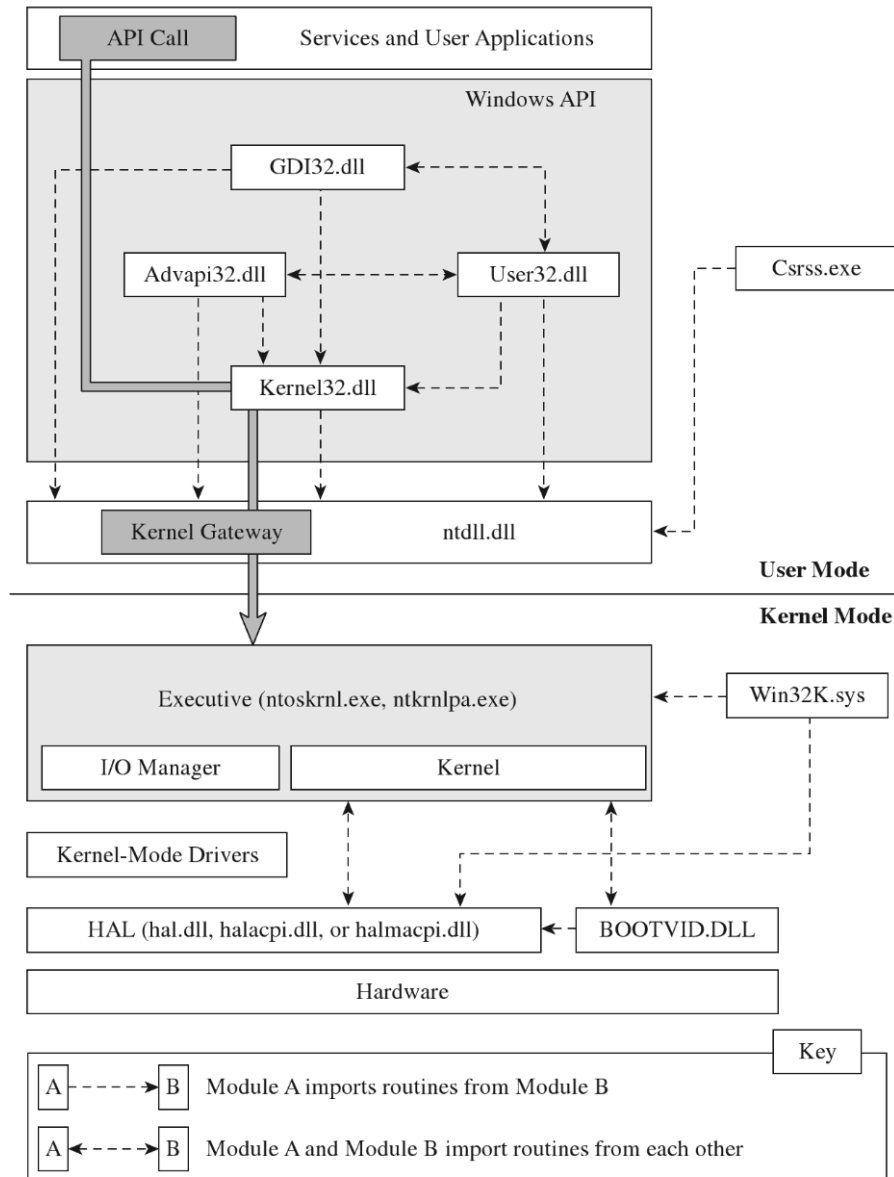 API Call
Services and User Applications
Windows API
GDI32.dll
Advapi32.dll
User32.dll
Csrss.exe
Kernel32.dll
Kernel Gateway
ntdll.dll
User Mode
Kernel Mode
Executive (ntoskrnl.exe, ntkrnlpa.exe)
Win32K.sys
I/O Manager
Kernel
Kernel-Mode Drivers
HAL (hal.dll, halacpi.dll, or halmacpi.dll)
BOOTVID.DLL
Hardware
Key
A
B
Module A imports routines from Module B
A
B
Module A and Module B import routines from each other